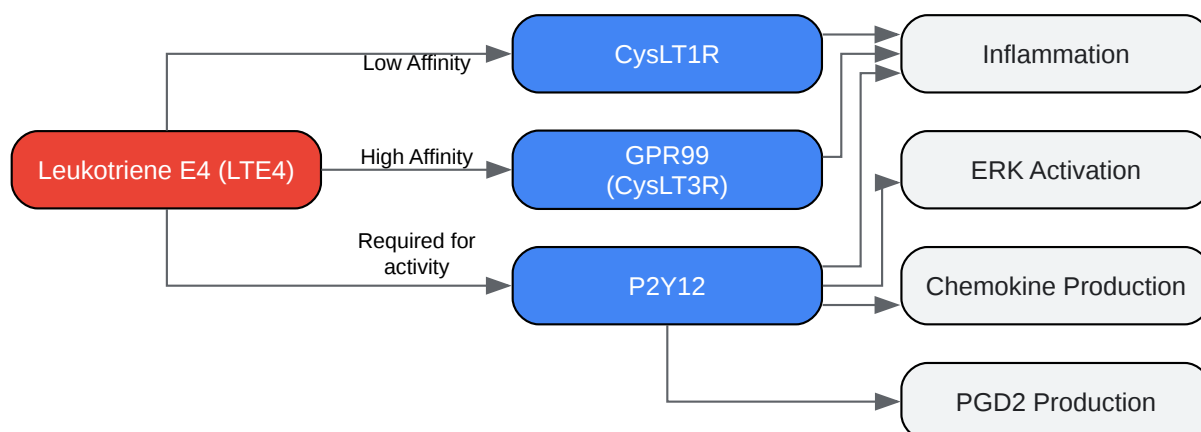 CysLT1R
Inflammation
Low Affinity
Leukotriene E4 (LTE4)
High Affinity
GPR99
(CysLT3R)
ERK Activation
Required for
activity
P2Y12
Chemokine Production
PGD2 Production